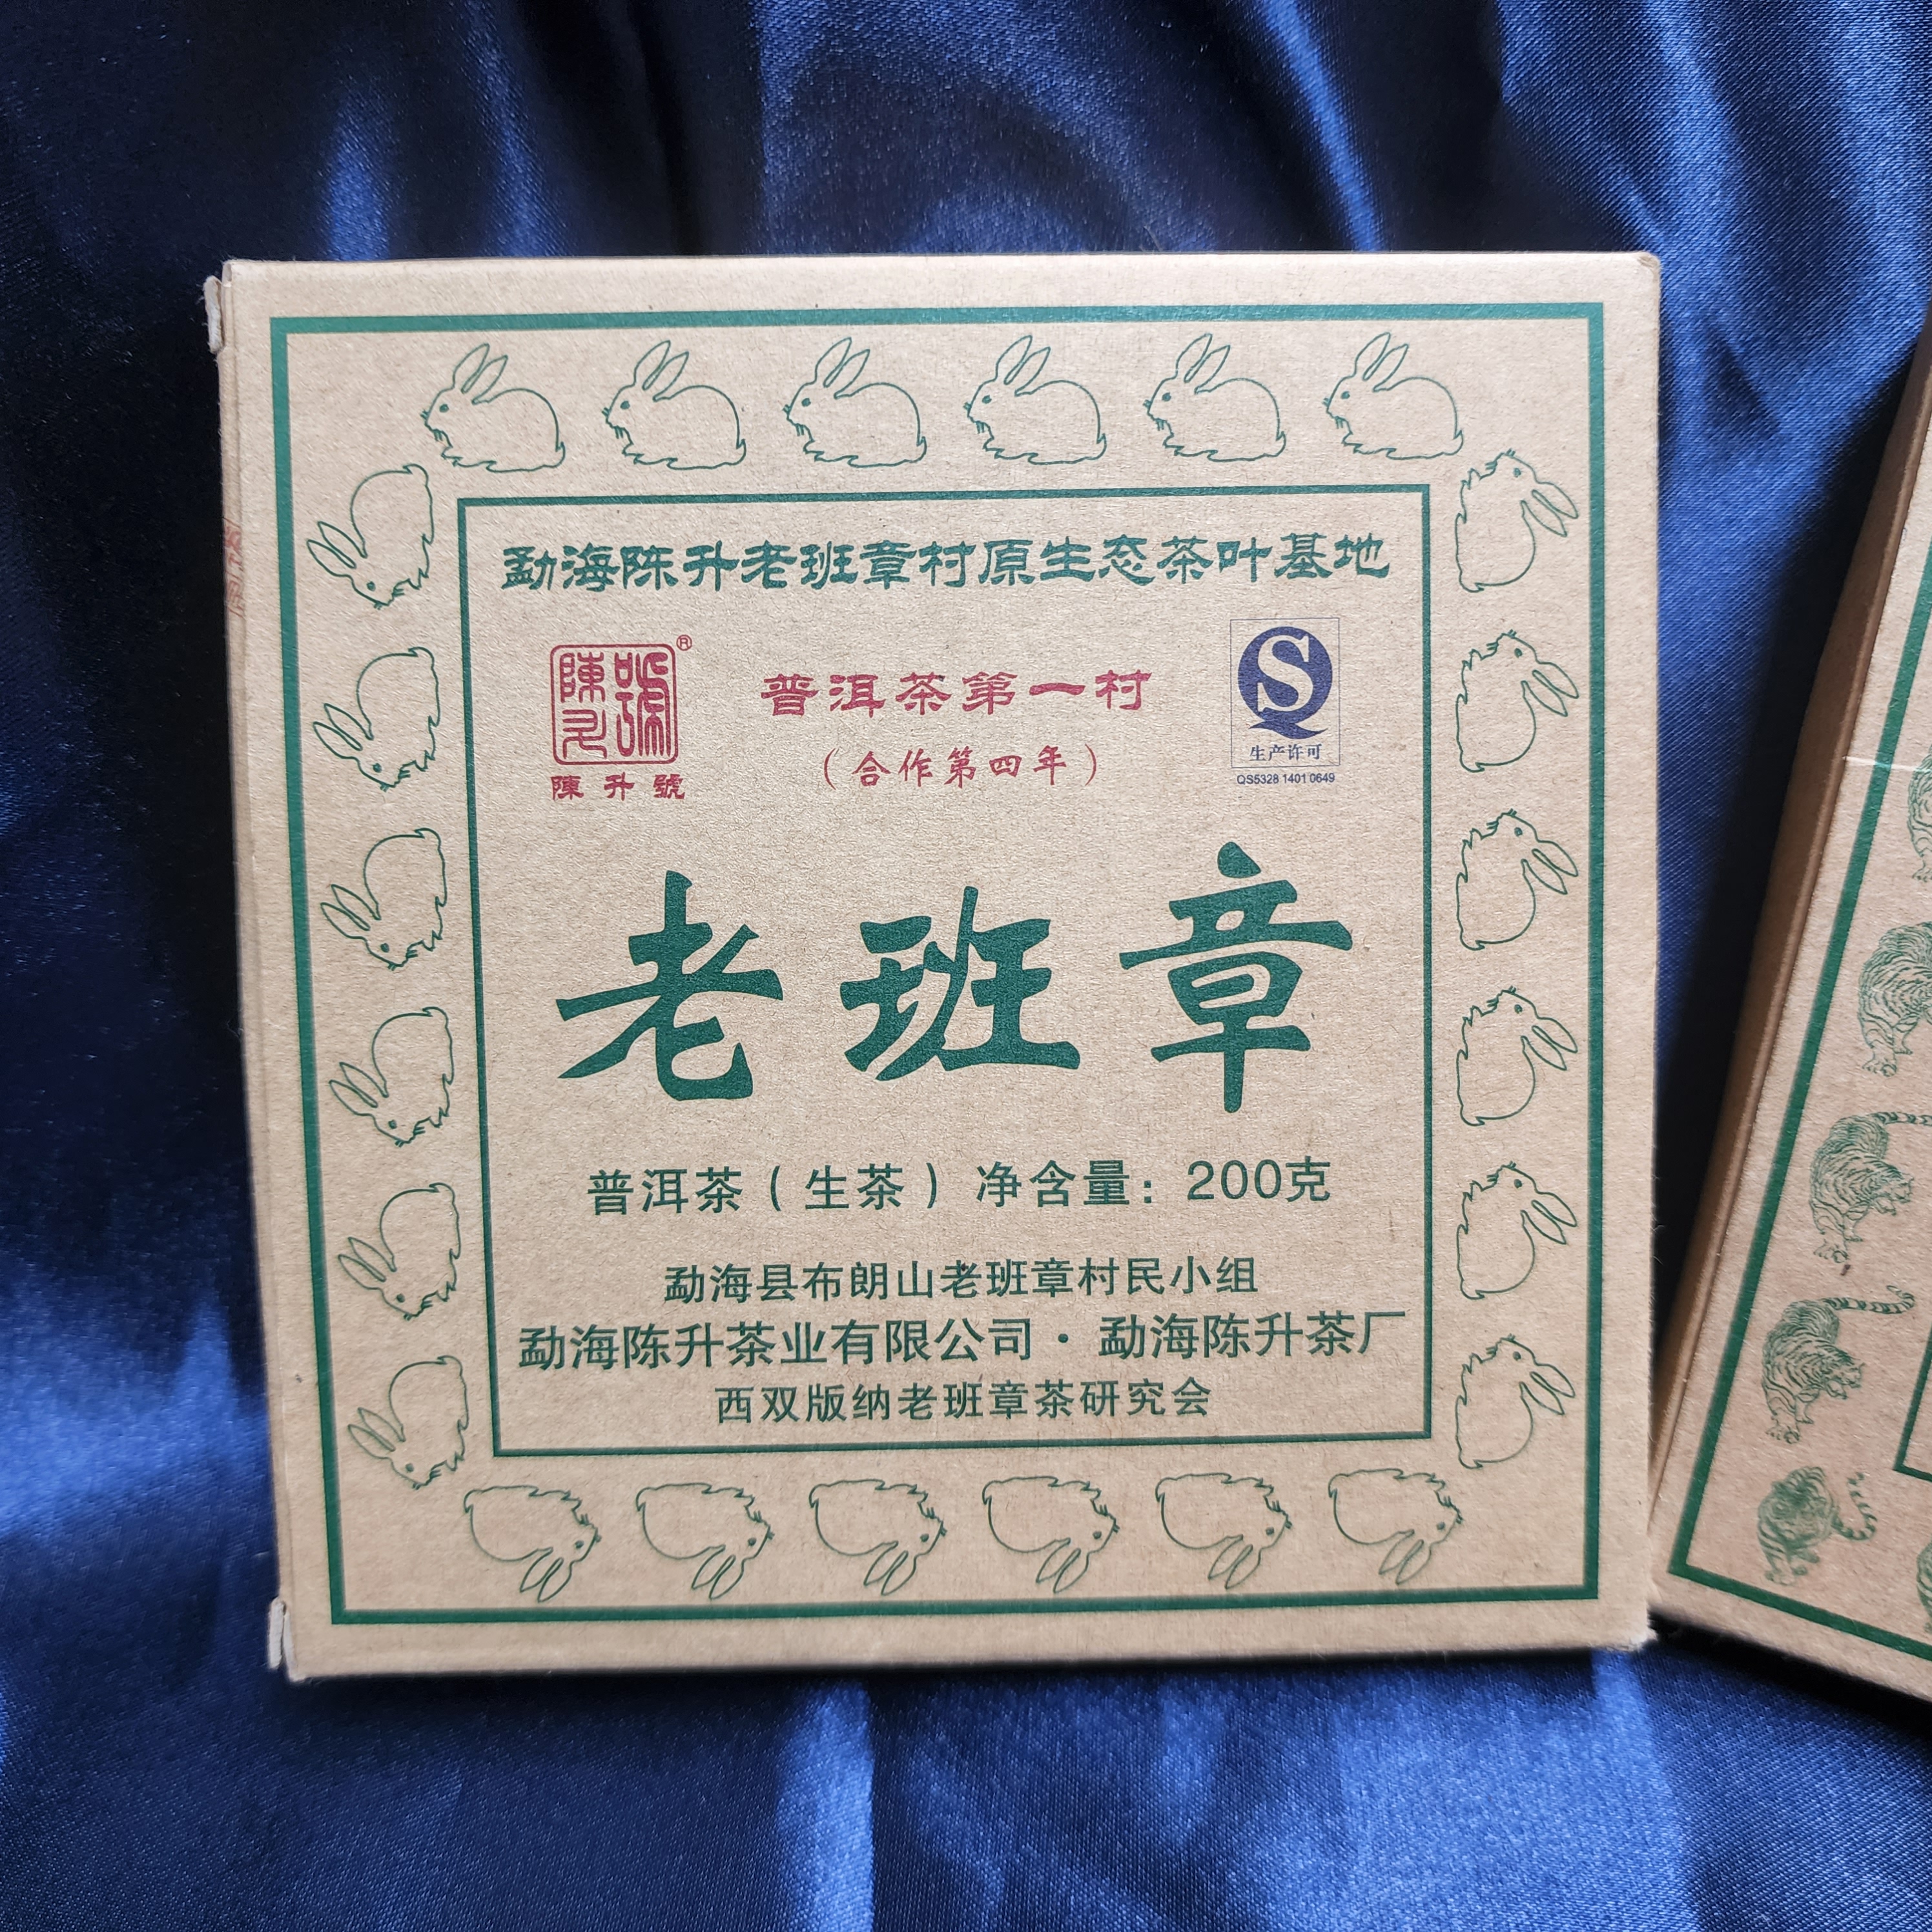 勐海陈升老班章村原生态茶叶基地
陳升號®
陳升號
普洱茶第一村
（合作第四年）
生产许可
QS5328 1401 0649
老班章
普洱茶（生茶）净含量：200克
勐海县布朗山老班章村民小组
勐海陈升茶业有限公司·勐海陈升茶厂
西双版纳老班章茶研究会